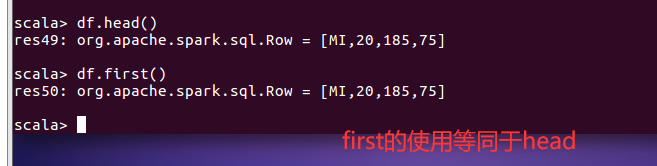 scala> df.head()
res49: org.apache.spark.sql.Row = [MI,20,185,75]
scala> df.first()
res50: org.apache.spark.sql.Row = [MI,20,185,75]
scala>
first的使用等同于head